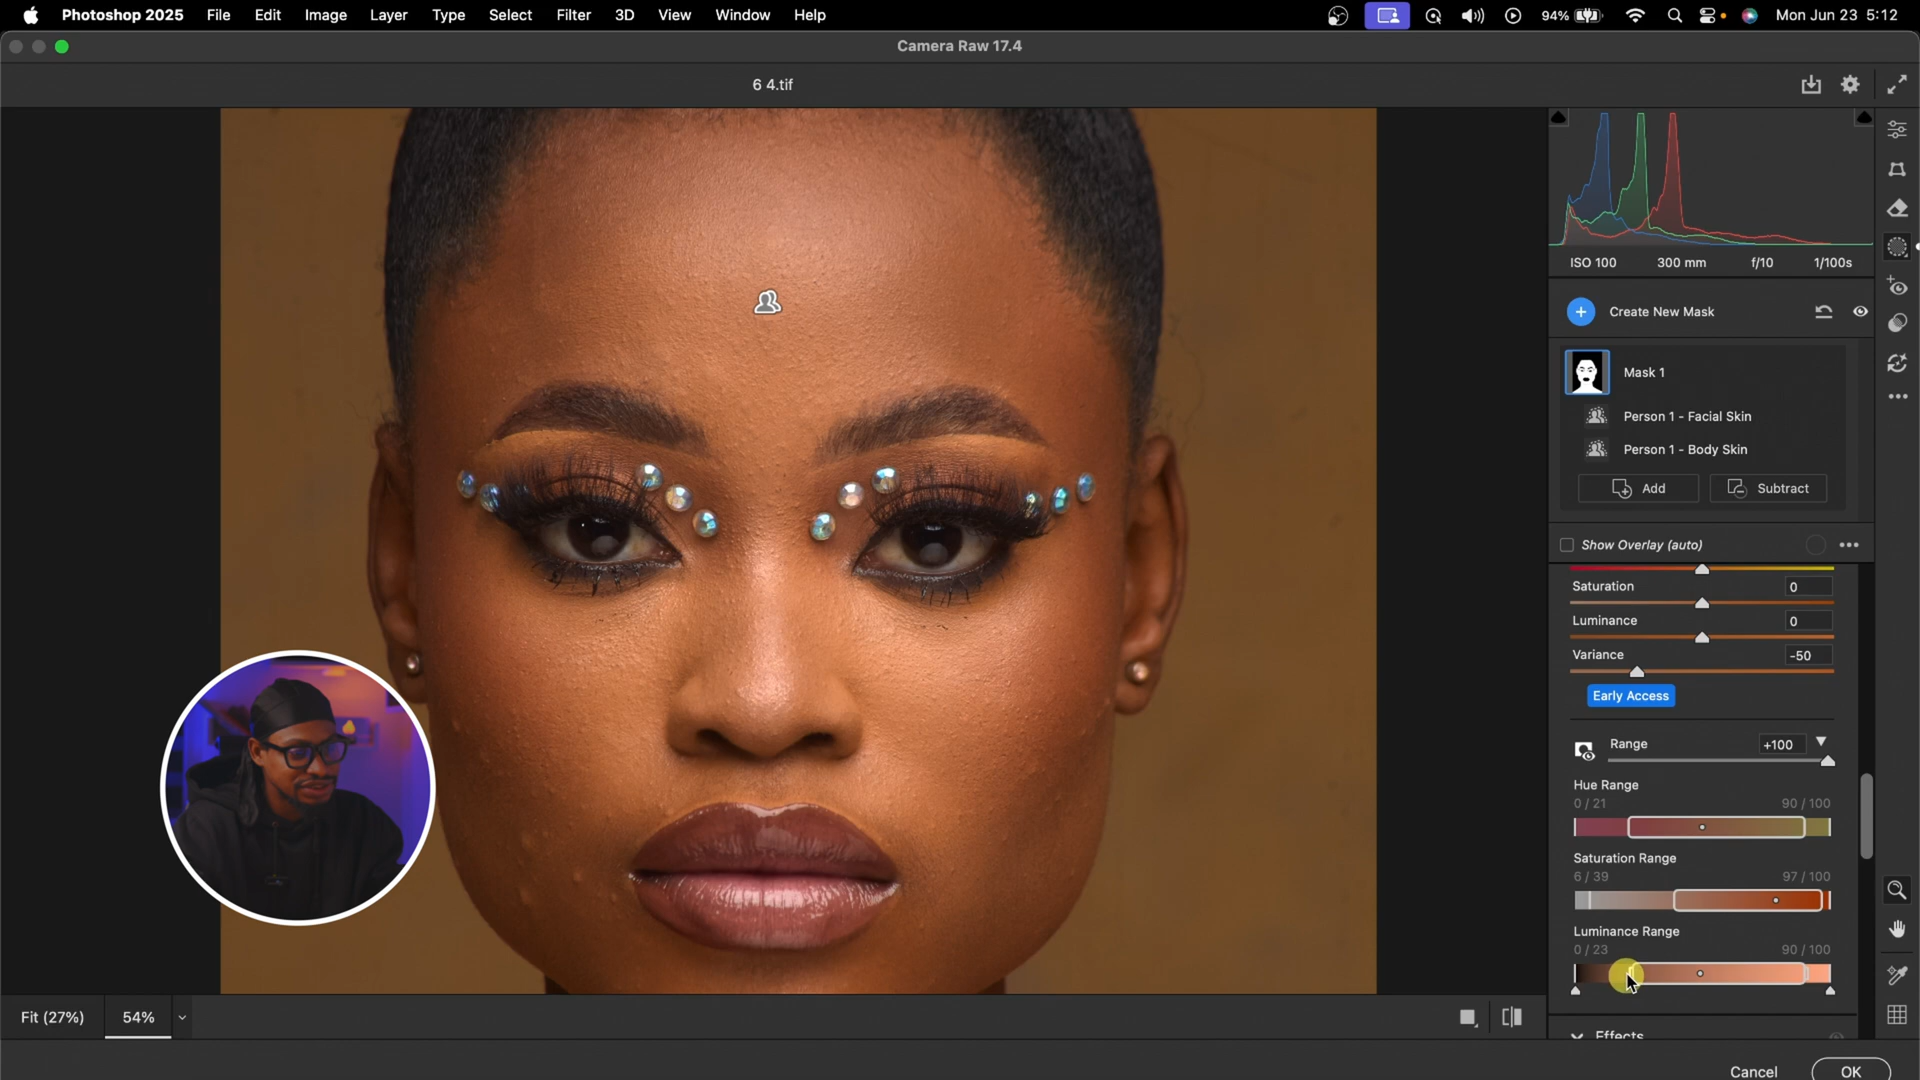 Photoshop 2025 File Edit Image Layer Type Select Filter 3D View Window Help 94% Mon Jun 23 5:12
Camera Raw 17.4
6 4.tif
ISO 100 300 mm f/10 1/100s
Create New Mask
Mask 1
Person 1 - Facial Skin
Person 1 - Body Skin
Add Subtract
Show Overlay (auto)
Saturation 0
Luminance 0
Variance -50
Early Access
Range +100
Hue Range
0 / 21 90 / 100
Saturation Range
6 / 39 97 / 100
Luminance Range
0 / 23 90 / 100
Fit (27%) 54%
Effects
Cancel OK